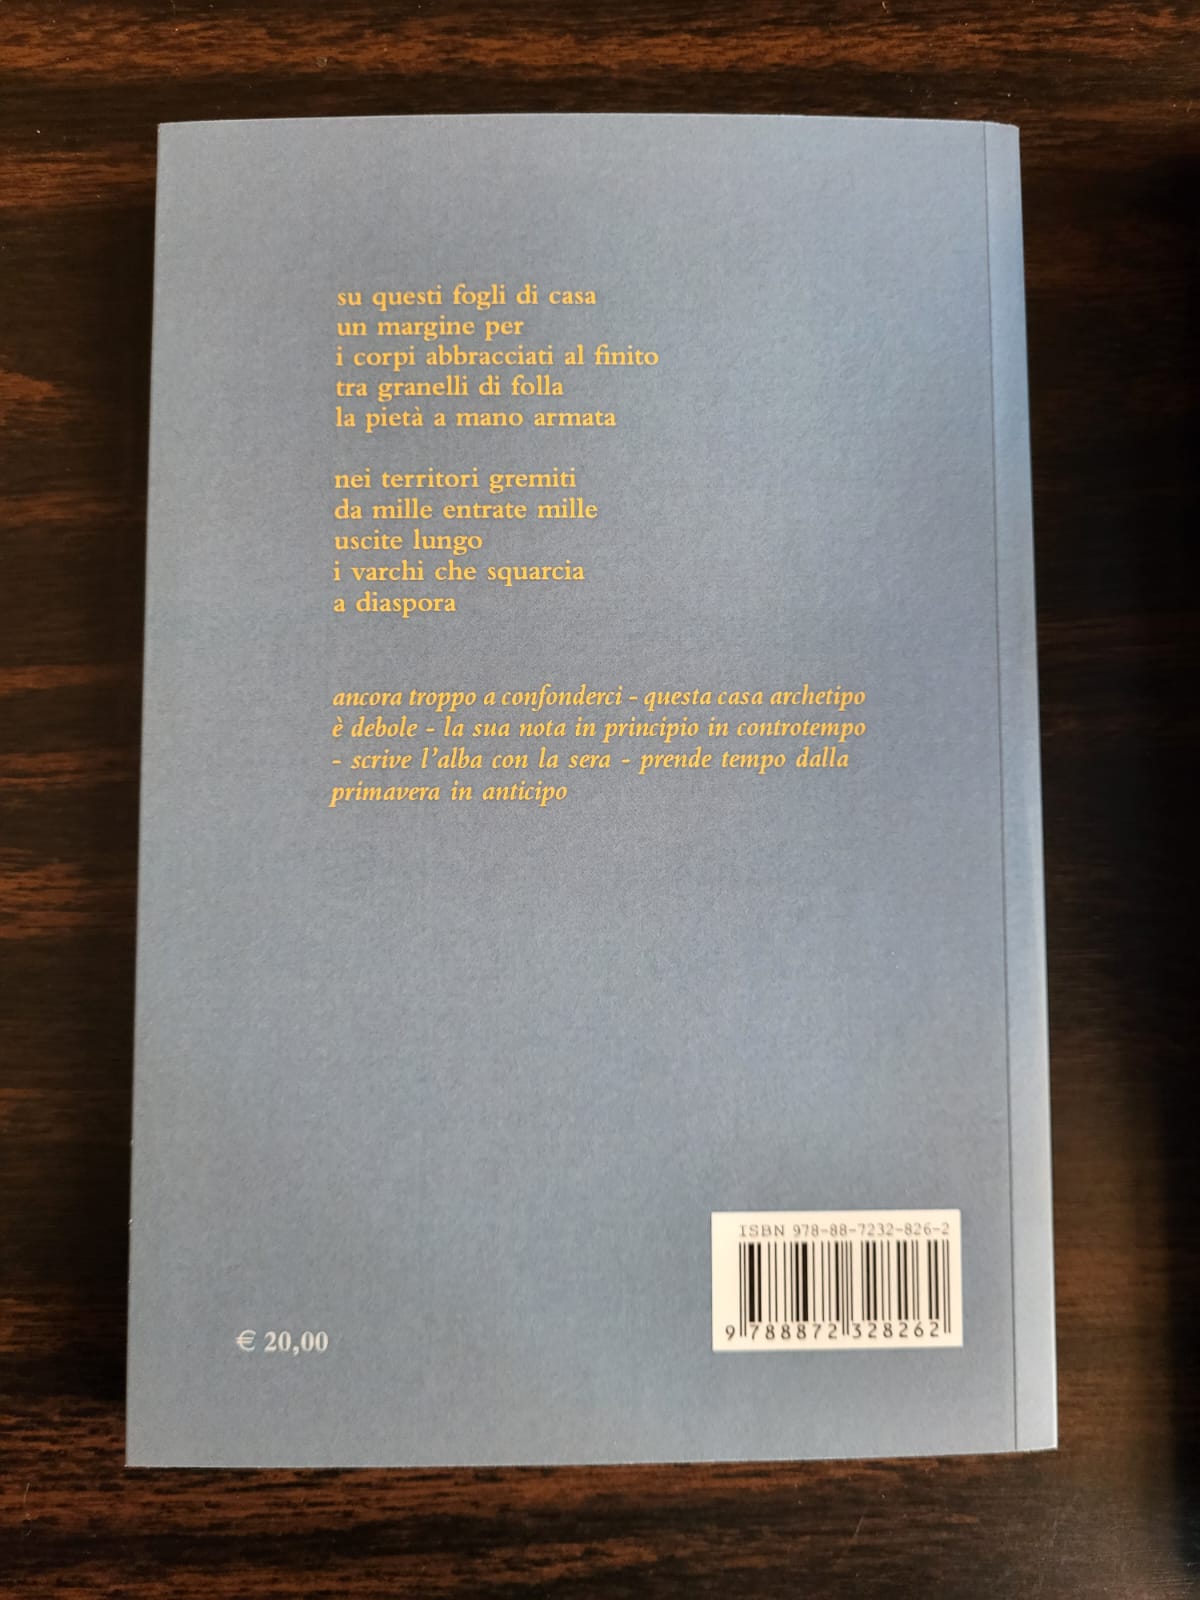 su questi fogli di casa
un margine per
i corpi abbracciati al finito
tra granelli di folla
la pietà a mano armata
nei territori gremiti
da mille entrate mille
uscite lungo
i varchi che squarcia
a diaspora
ancora troppo a confonderci - questa casa archetipo
è debole - la sua nota in principio in controtempo
- scrive l'alba con la sera - prende tempo dalla
primavera in anticipo
ISBN 978-88-7232-826-2
9 788872 328262
€ 20,00